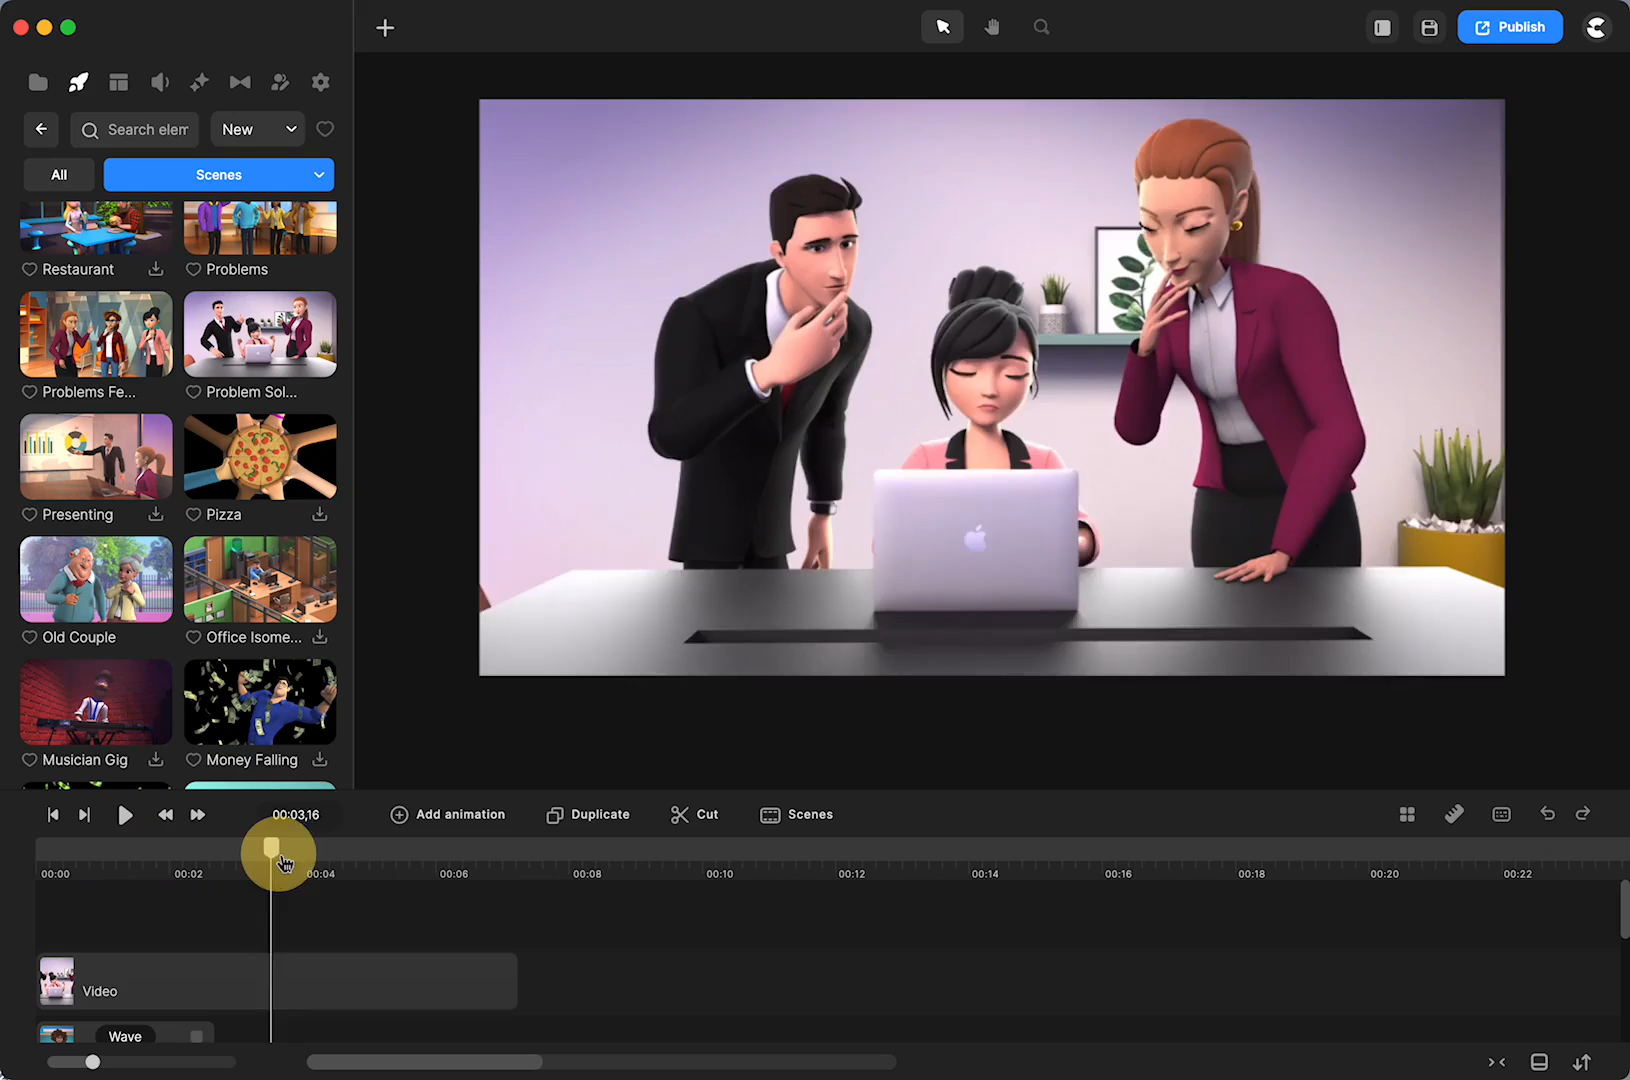 Publish
Search elem
New
All
Scenes
Restaurant
Problems
Problems Fe...
Problem Sol...
Presenting
Pizza
Old Couple
Office Isome...
Musician Gig
Money Falling
00:03,16
Add animation
Duplicate
Cut
Scenes
00:00
00:02
00:04
00:06
00:08
00:10
00:12
00:14
00:16
00:18
00:20
00:22
Video
Wave